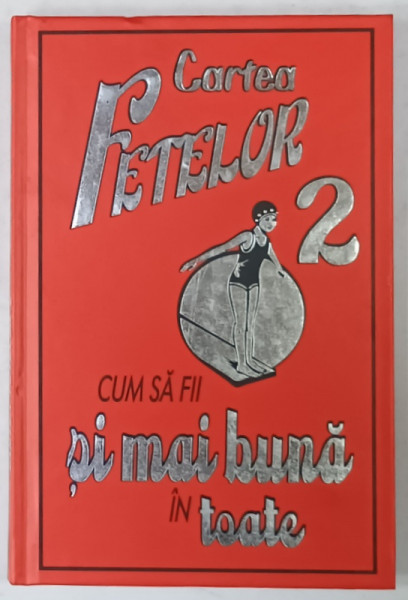 Cartea
FETELOR
2
CUM SĂ FII
și mai bună
ÎN toate